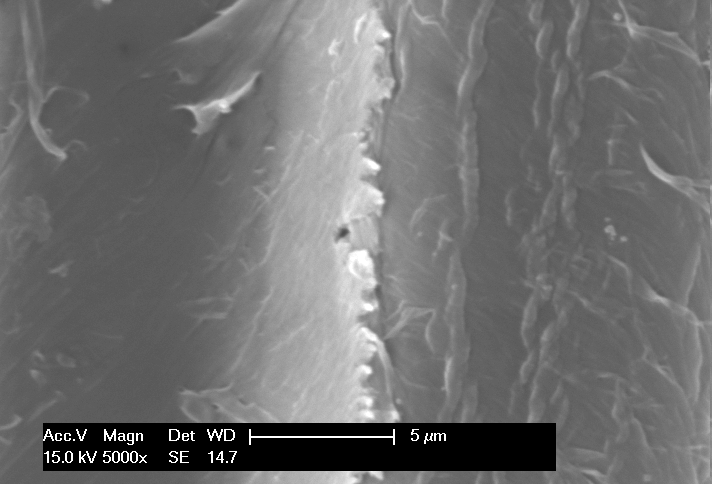 Acc.V Magn Det WD 5 µm
15.0 kV 5000x SE 14.7